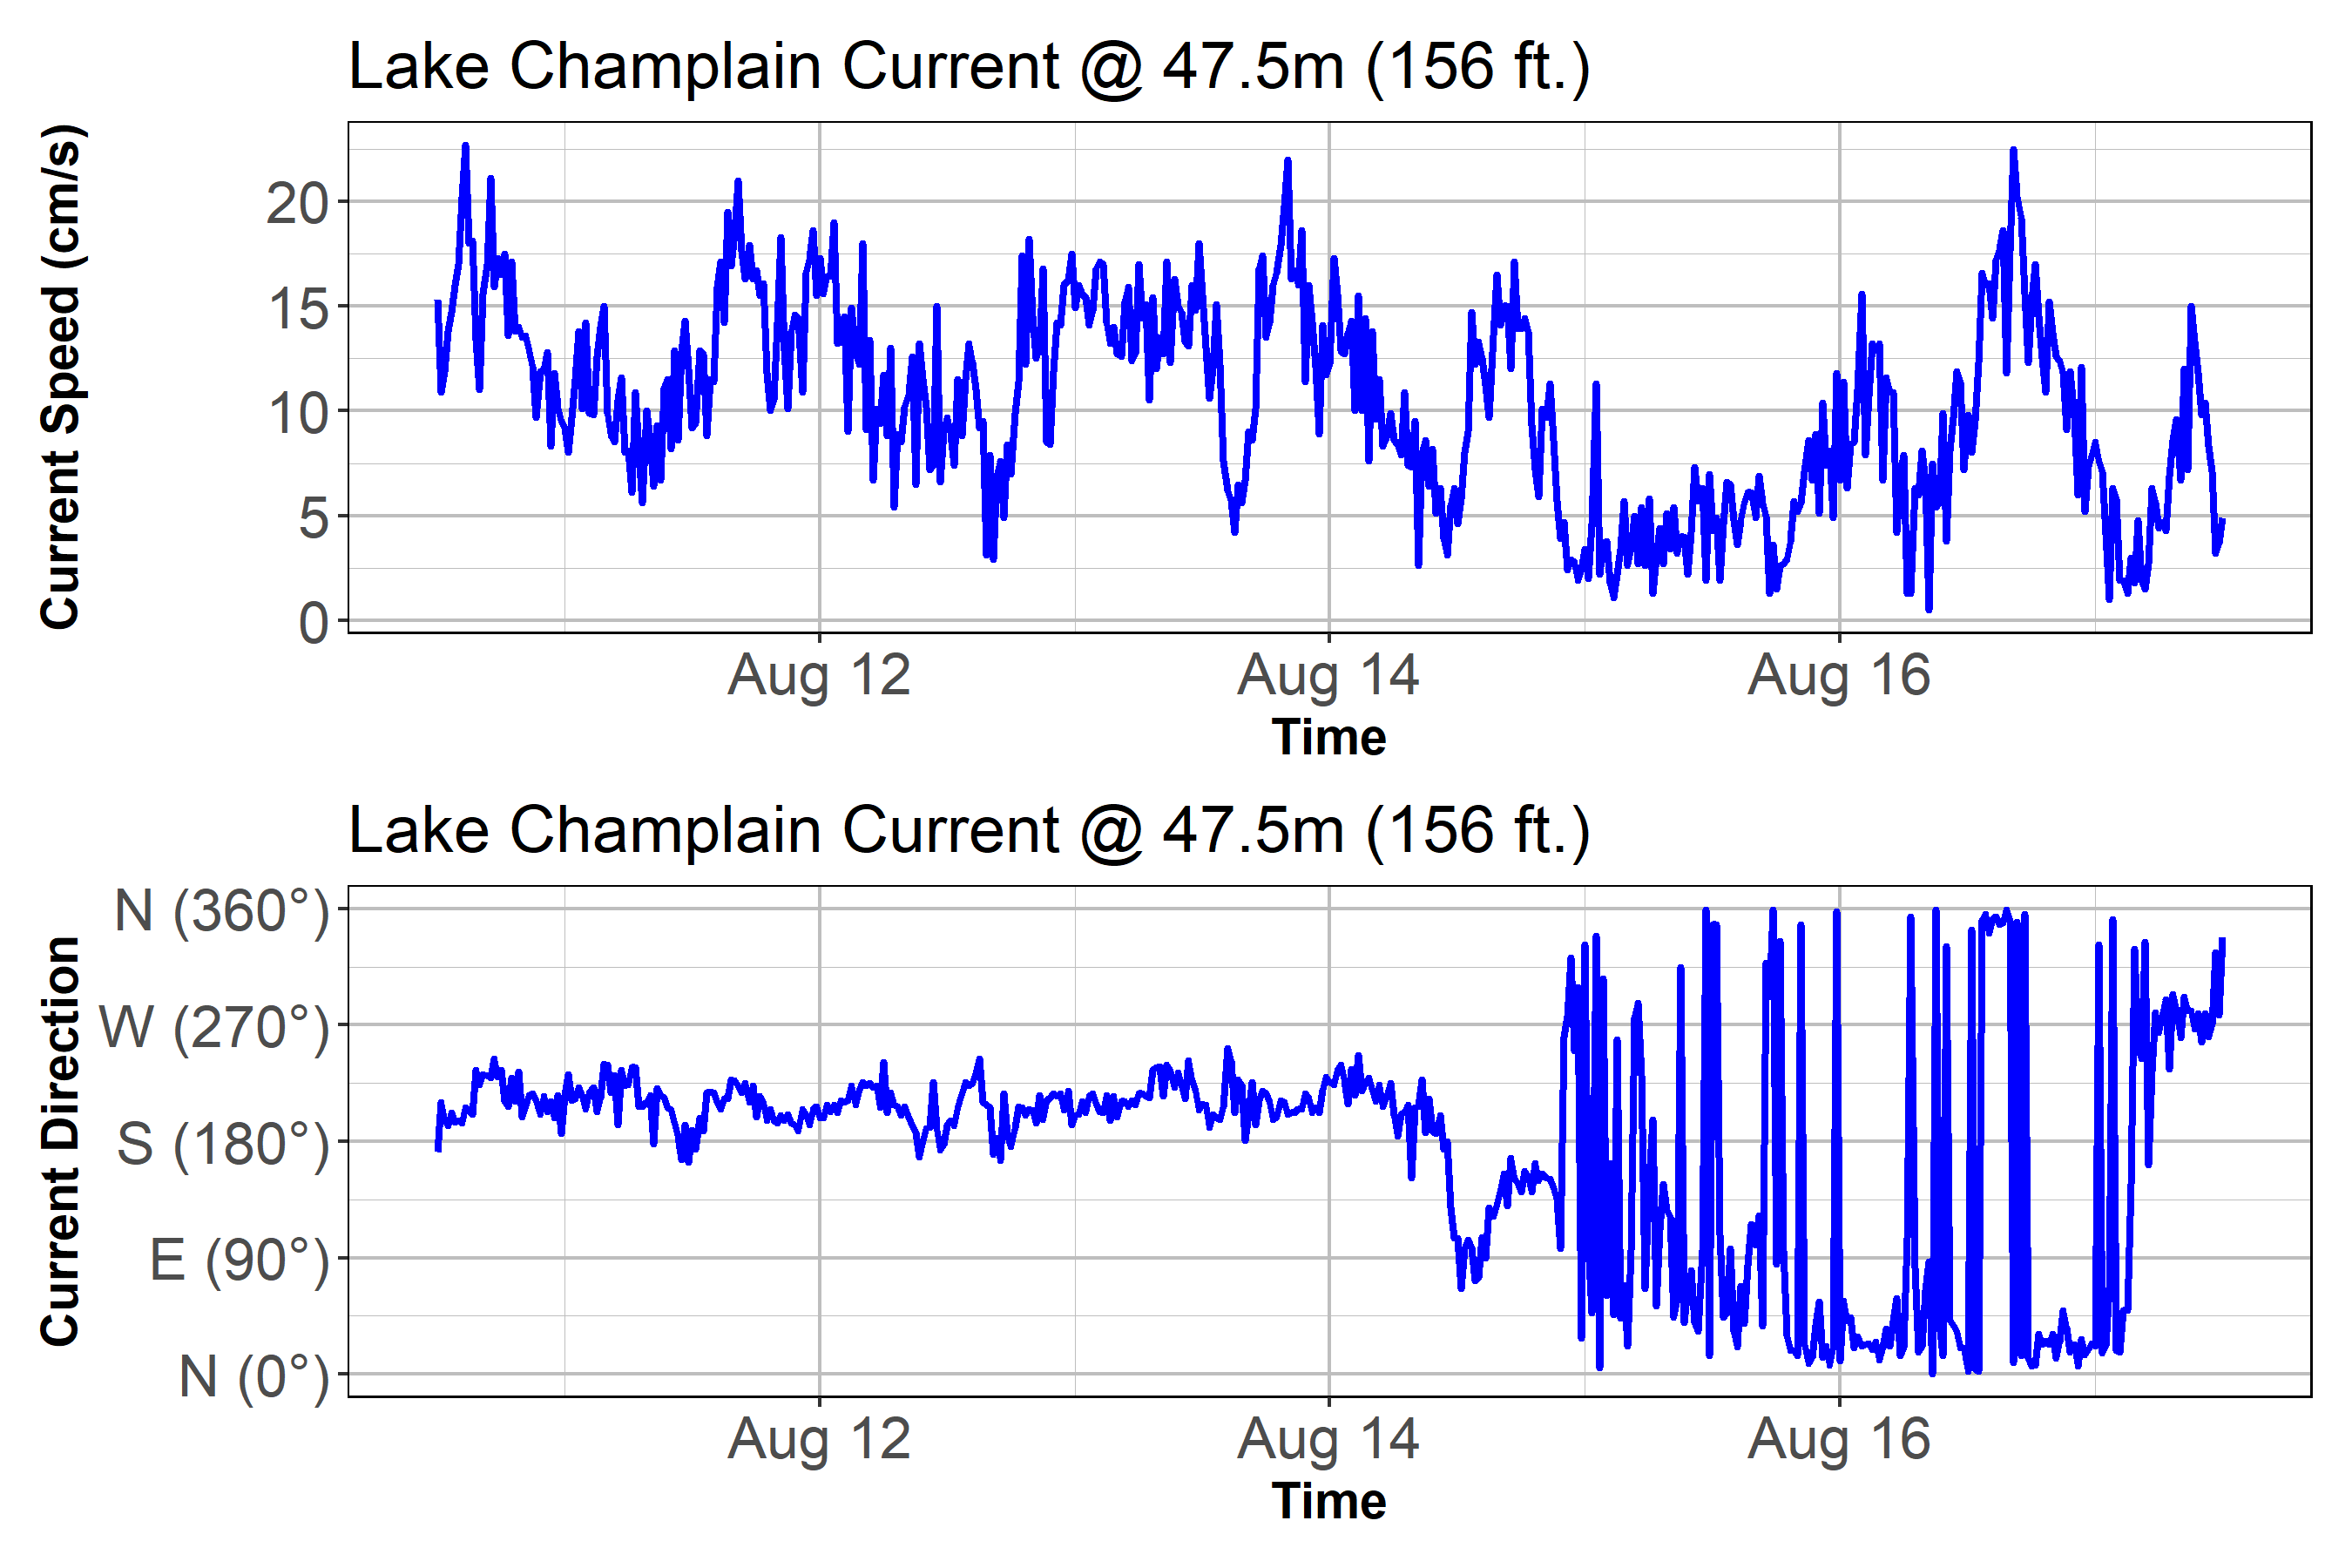 Lake Champlain Current @ 47.5m (156 ft.)
Current Speed (cm/s)
20
15
10
5
0
Aug 12
Aug 14
Aug 16
Time
Lake Champlain Current @ 47.5m (156 ft.)
Current Direction
N (360°)
W (270°)
S (180°)
E (90°)
N (0°)
Aug 12
Aug 14
Aug 16
Time